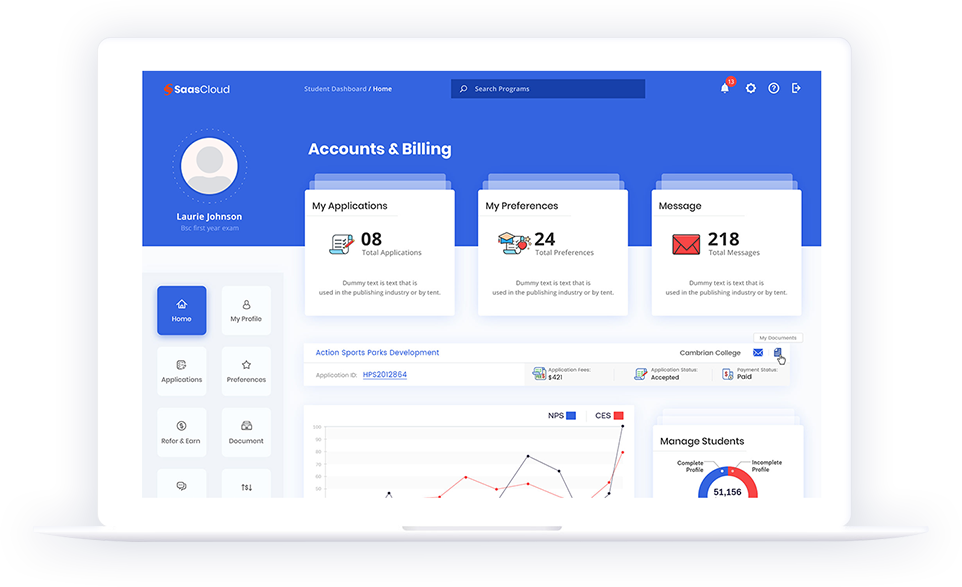 SaasCloud
Student Dashboard / Home
Search Programs
13
Laurie Johnson
Bsc first year exam
Accounts & Billing
My Applications
08
Total Applications
Dummy text is text that is
used in the publishing industry or by tent.
My Preferences
24
Total Preferences
Dummy text is text that is
used in the publishing industry or by tent.
Message
218
Total Messages
Dummy text is text that is
used in the publishing industry or by tent.
Home
My Profile
Applications
Preferences
Refer & Earn
Document
My Documents
Action Sports Parks Development
Cambrian College
Application ID:
HPS2012864
Application Fees:
$421
Application Status:
Accepted
Payment Status:
Paid
NPS
CES
100
90
80
70
60
50
Manage Students
Complete
Profile
Incomplete
Profile
51,156